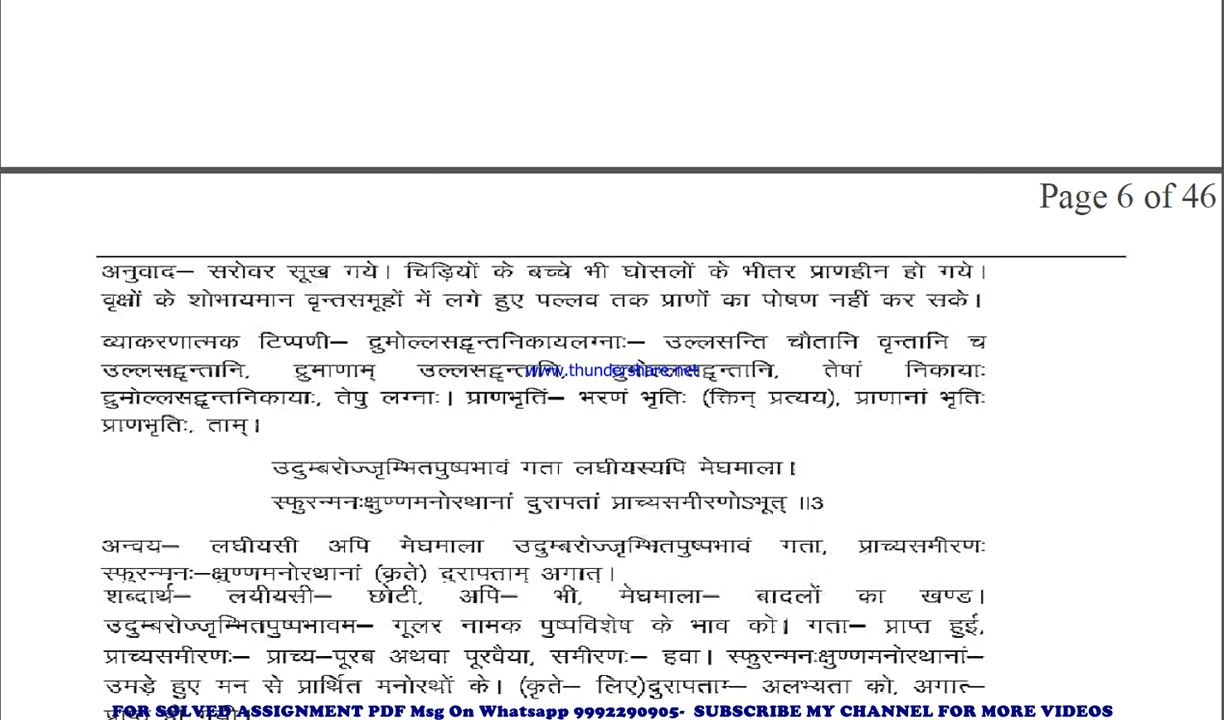 Page 6 of 46
अनुवाद– सरोवर सूख गये। चिड़ियों के बच्चे भी घोसलों के भीतर प्राणहीन हो गये।
वृक्षों के शोभायमान वृन्तसमूहों में लगे हुए पल्लव तक प्राणों का पोषण नहीं कर सके।
व्याकरणात्मक टिप्पणी– द्रुमोल्लसद्वृन्तनिकायलग्नाः– उल्लसन्ति चौतानि वृन्तानि च
उल्लसद्वृन्तानि, द्रुमाणाम् उल्लसद्वृन्तानि, द्रुमोल्लसद्वृन्तानि, तेषां निकायाः
www.thundershare.net
द्रुमोल्लसद्वृन्तनिकायाः, तेषु लग्नाः। प्राणभृतिं– भरणं भृतिः (क्तिन् प्रत्यय), प्राणानां भृतिः
प्राणभृतिः, ताम्।
उदुम्बरोज्जृम्भितपुष्पभावं गता लघीयस्यपि मेघमाला।
स्फुरन्मनःक्षुण्णमनोरथानां दुरापतां प्राच्यसमीरणोऽभूत् ।।3
अन्वय– लघीयसी अपि मेघमाला उदुम्बरोज्जृम्भितपुष्पभावं गता, प्राच्यसमीरणः
स्फुरन्मनः–क्षुण्णमनोरथानां (कृते) दुरापताम् अगात्।
शब्दार्थ– लयीयसी– छोटी, अपि– भी, मेघमाला– बादलों का खण्ड।
उदुम्बरोज्जृम्भितपुष्पभावम– गूलर नामक पुष्पविशेष के भाव को। गता– प्राप्त हुई,
प्राच्यसमीरणः– प्राच्य–पूरब अथवा पूरवैया, समीरणः– हवा। स्फुरन्मनःक्षुण्णमनोरथानां–
उमड़े हुए मन से प्रार्थित मनोरथों के। (कृते– लिए)दुरापताम– अलभ्यता को, अगात–
FOR SOLVED ASSIGNMENT PDF Msg On Whatsapp 9992290905- SUBSCRIBE MY CHANNEL FOR MORE VIDEOS